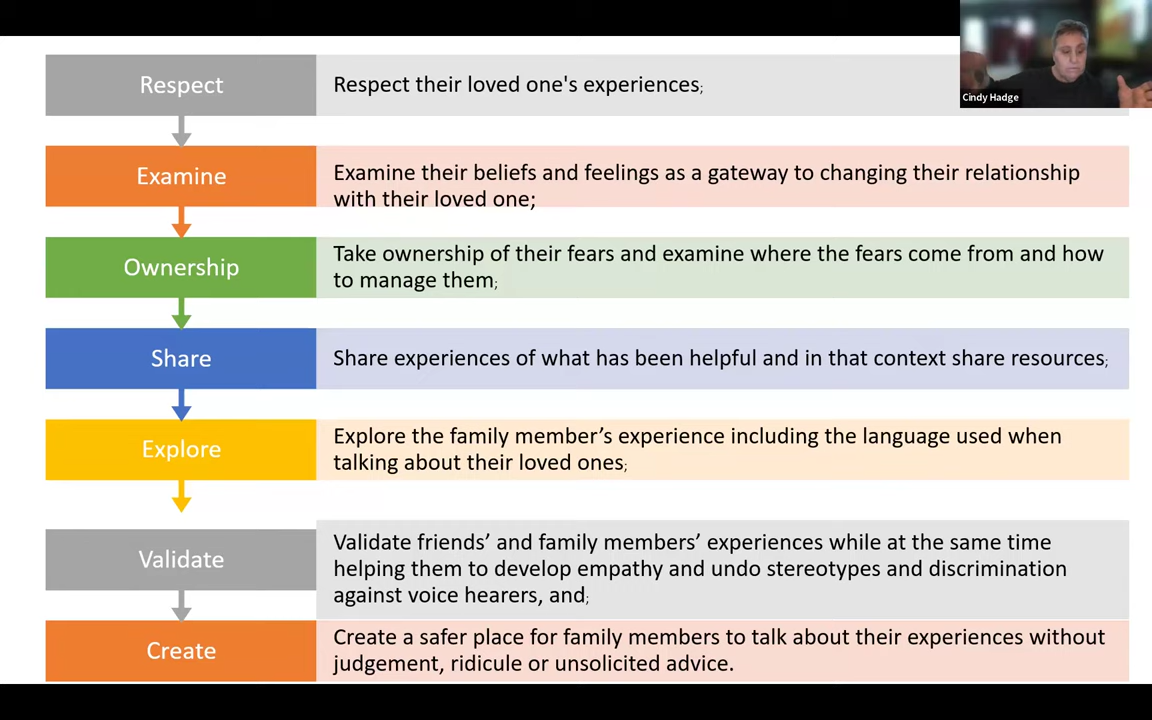 Respect
Respect their loved one's experiences;
Cindy Hadge
Examine
Examine their beliefs and feelings as a gateway to changing their relationship
with their loved one;
Ownership
Take ownership of their fears and examine where the fears come from and how
to manage them;
Share
Share experiences of what has been helpful and in that context share resources;
Explore
Explore the family member’s experience including the language used when
talking about their loved ones;
Validate
Validate friends’ and family members’ experiences while at the same time
helping them to develop empathy and undo stereotypes and discrimination
against voice hearers, and;
Create
Create a safer place for family members to talk about their experiences without
judgement, ridicule or unsolicited advice.